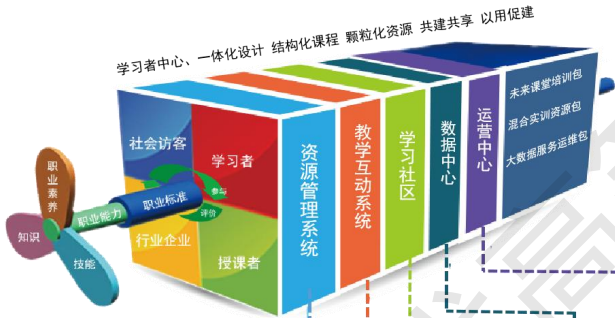 学习者中心、一体化设计 结构化课程 颗粒化资源 共建共享 以用促建
社会访客
学习者
参与
评价
行业企业
授课者
职业标准
职业能力
职业素养
知识
技能
资源管理系统
教学互动系统
学习社区
数据中心
运营中心
未来课堂培训包
混合实训资源包
大数据服务运维包